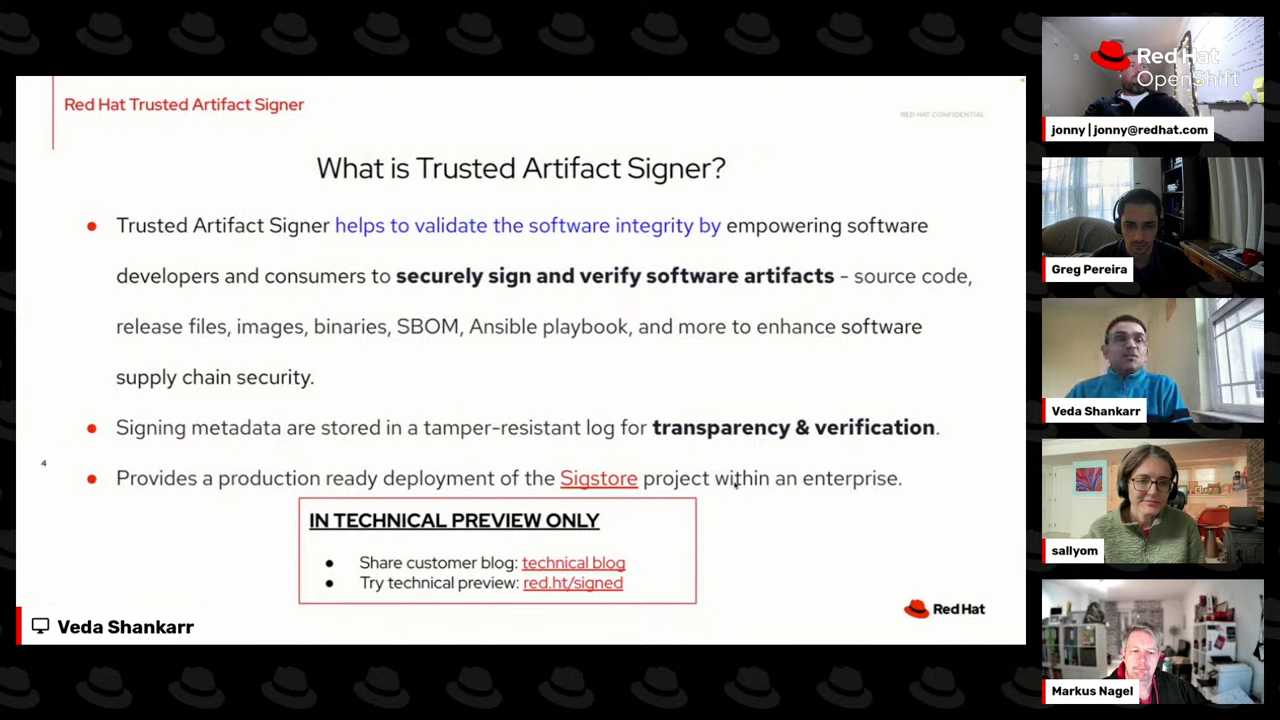 Red Hat Trusted Artifact Signer
RED HAT CONFIDENTIAL
What is Trusted Artifact Signer?
● Trusted Artifact Signer helps to validate the software integrity by empowering software
developers and consumers to securely sign and verify software artifacts - source code,
release files, images, binaries, SBOM, Ansible playbook, and more to enhance software
supply chain security.
● Signing metadata are stored in a tamper-resistant log for transparency & verification.
4
● Provides a production ready deployment of the Sigstore project within an enterprise.
IN TECHNICAL PREVIEW ONLY
● Share customer blog: technical blog
● Try technical preview: red.ht/signed
Red Hat
Veda Shankarr
Red Hat
OpenShift
jonny | jonny@redhat.com
Greg Pereira
Veda Shankarr
sallyom
Markus Nagel